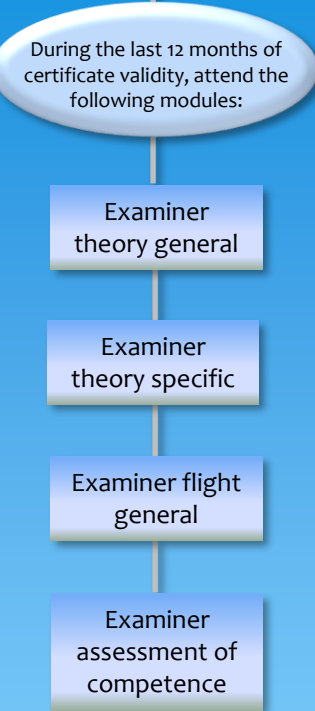 During the last 12 months of
certificate validity, attend the
following modules:
Examiner
theory general
Examiner
theory specific
Examiner flight
general
Examiner
assessment of
competence